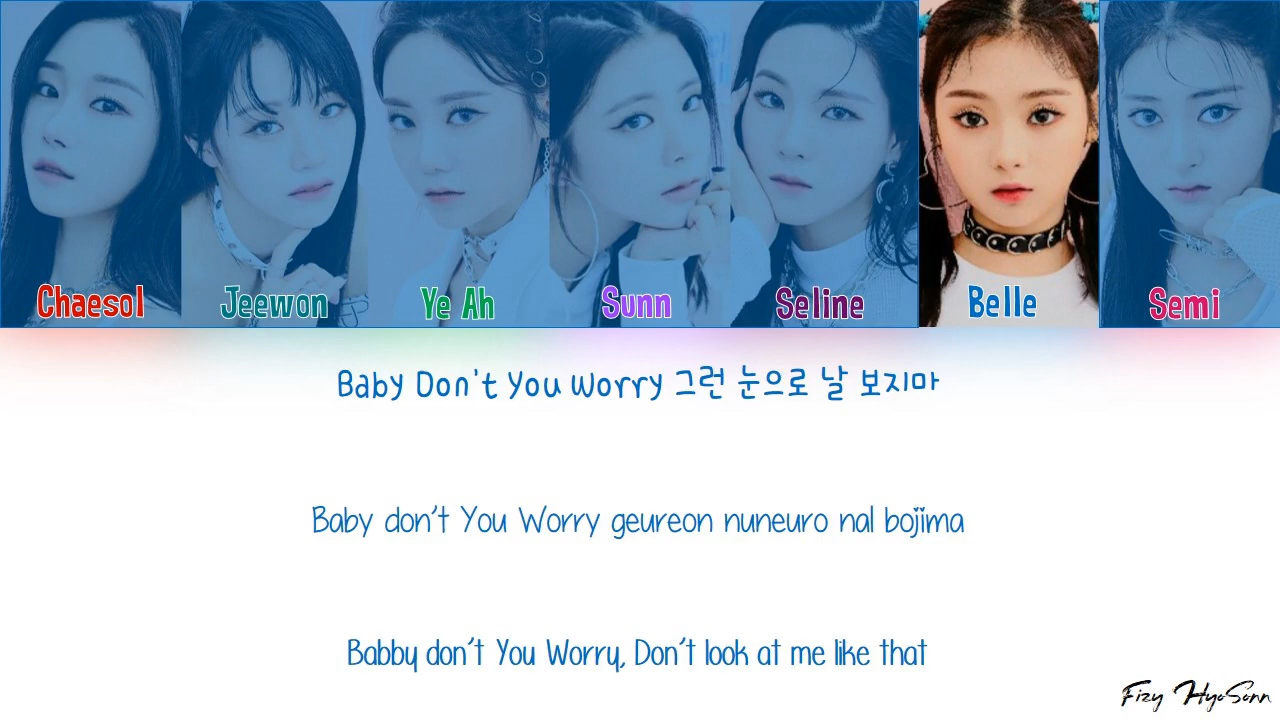 Chaesol Jeewon Ye Ah Sunn Seline Belle Semi
Baby Don't You Worry 그런 눈으로 날 보지마
Baby don't You Worry geureon nuneuro nal bojima
Babby don't You Worry, Don't look at me like that
Fizy HyoSonn